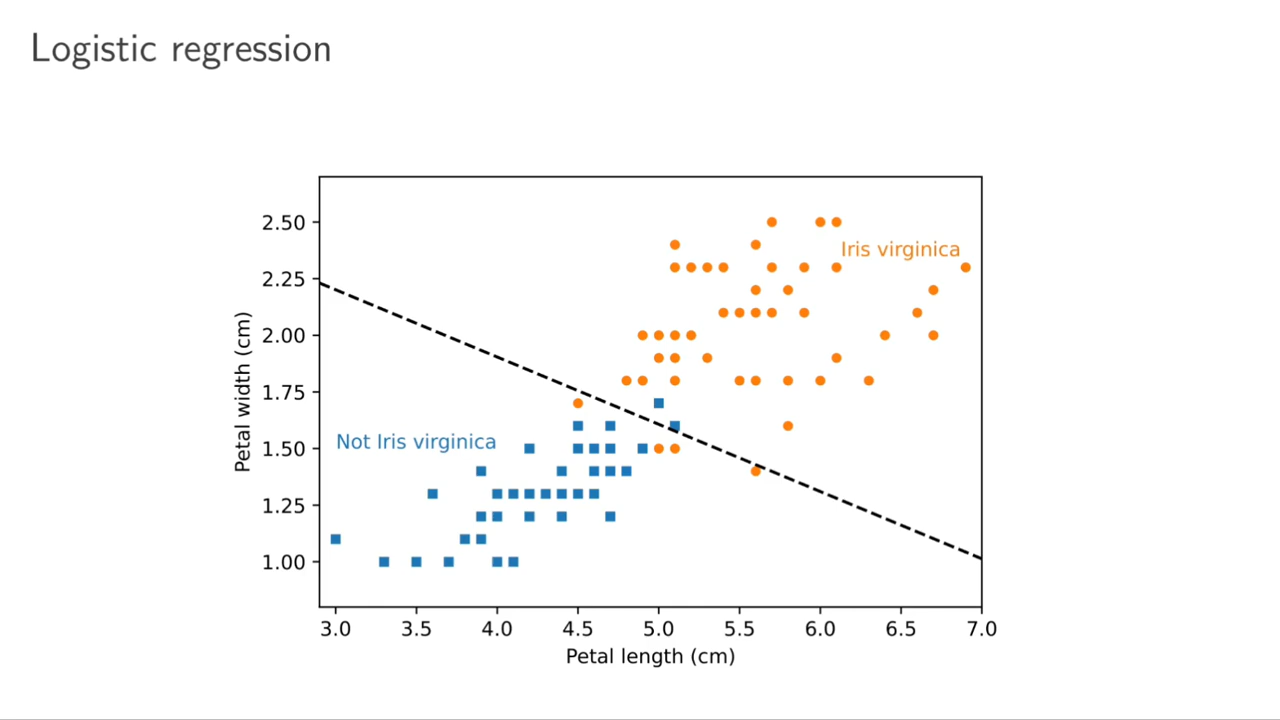 Logistic regression
2.50
2.25
2.00
1.75
1.50
1.25
1.00
Petal width (cm)
Iris virginica
Not Iris virginica
3.0 3.5 4.0 4.5 5.0 5.5 6.0 6.5 7.0
Petal length (cm)